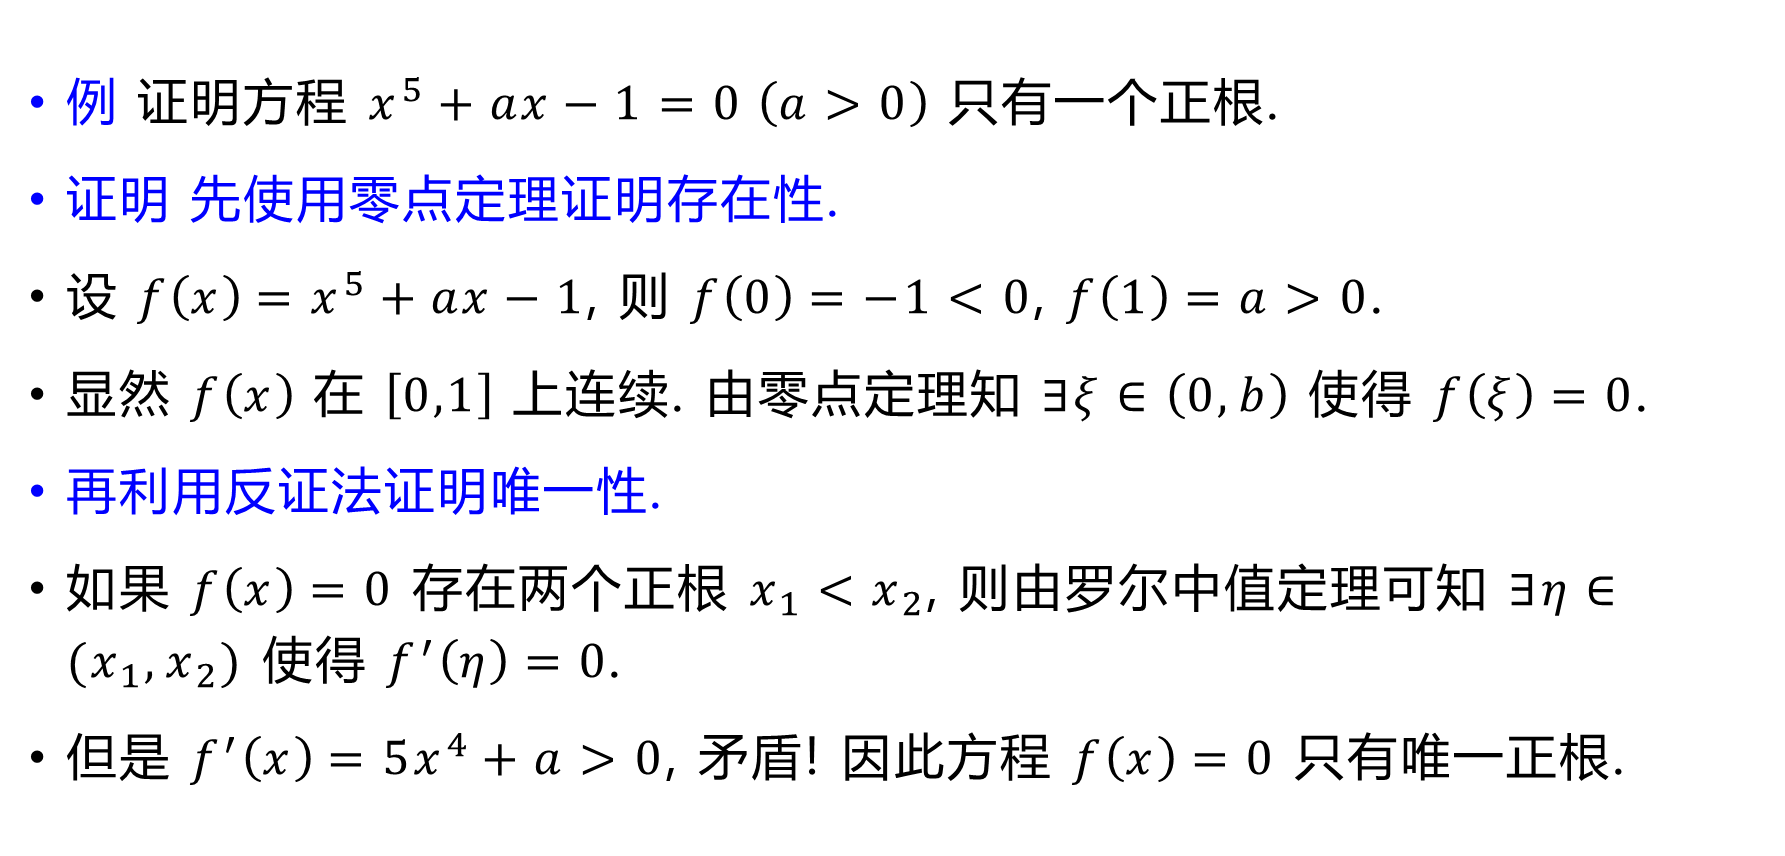 • 例 证明方程 x⁵ + ax − 1 = 0 (a > 0) 只有一个正根.
• 证明 先使用零点定理证明存在性.
• 设 f(x) = x⁵ + ax − 1, 则 f(0) = −1 < 0, f(1) = a > 0.
• 显然 f(x) 在 [0,1] 上连续. 由零点定理知 ∃ξ ∈ (0, b) 使得 f(ξ) = 0.
• 再利用反证法证明唯一性.
• 如果 f(x) = 0 存在两个正根 x₁ < x₂, 则由罗尔中值定理可知 ∃η ∈
(x₁, x₂) 使得 f′(η) = 0.
• 但是 f′(x) = 5x⁴ + a > 0, 矛盾! 因此方程 f(x) = 0 只有唯一正根.